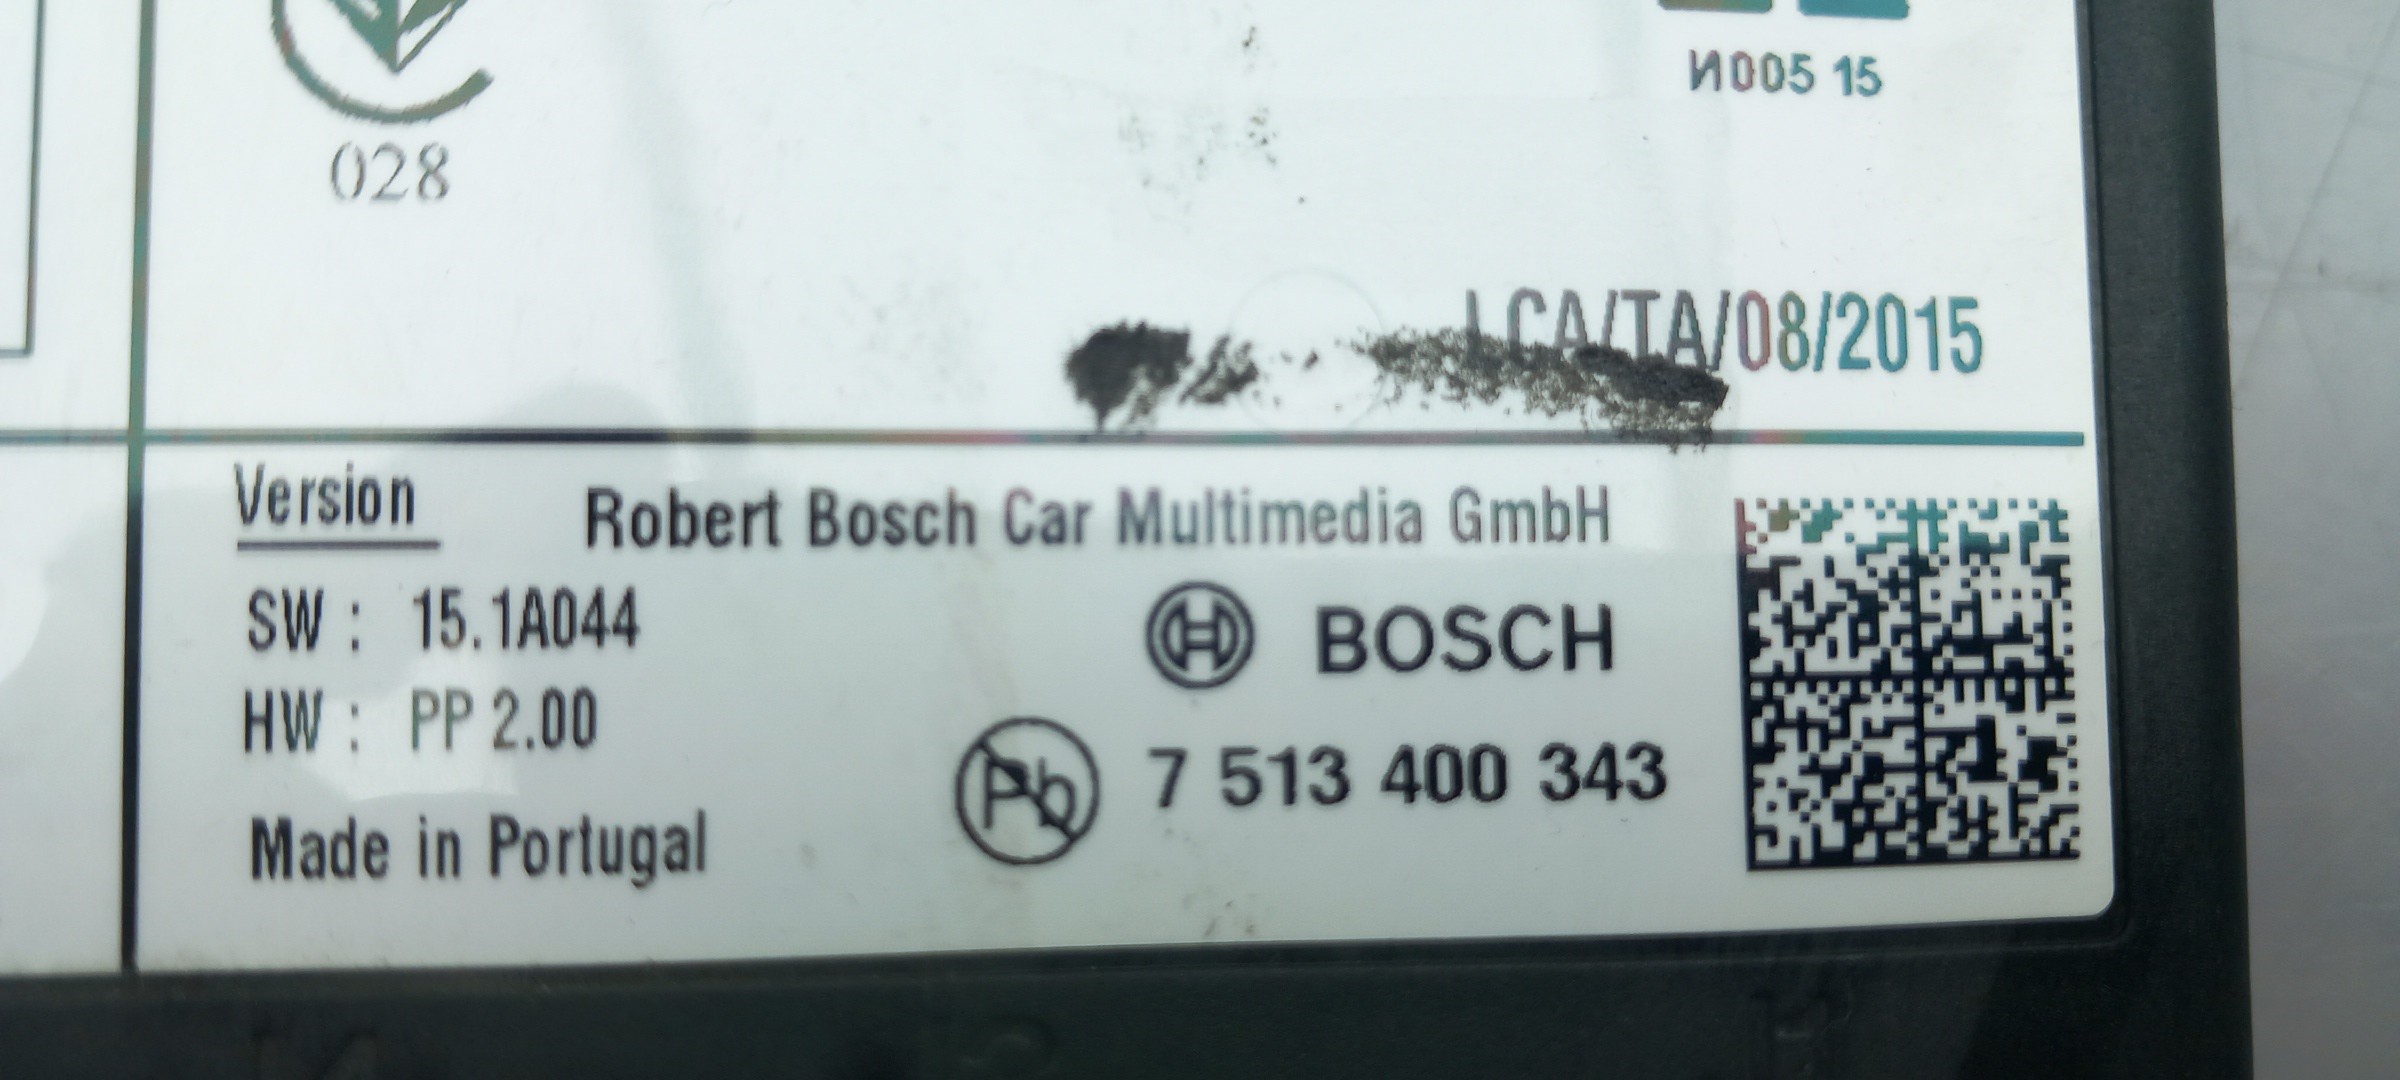 И005 15
028
LCA/TA/08/2015
Version
Robert Bosch Car Multimedia GmbH
SW : 15.1A044
BOSCH
HW : PP 2.00
Pb
7 513 400 343
Made in Portugal